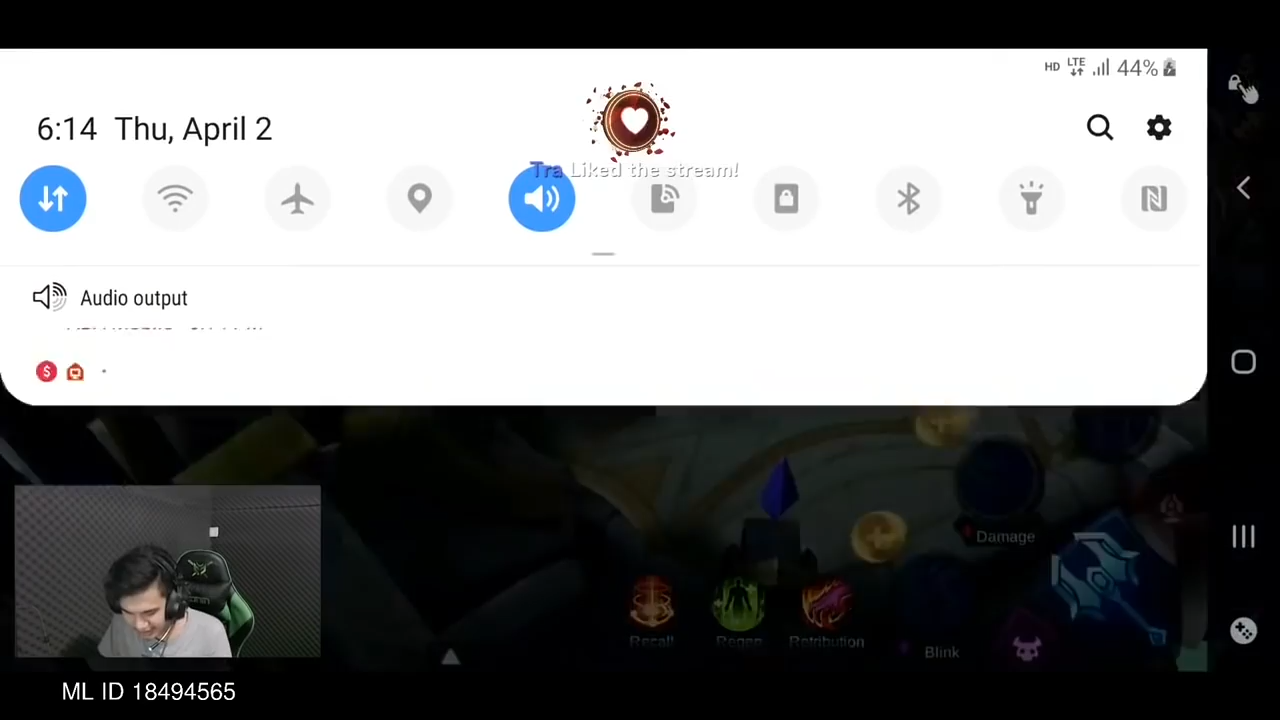 HD LTE 44%
6:14 Thu, April 2
Tra Liked the stream!
Audio output
Damage
Recall
Regen
Retribution
Blink
ML ID 18494565